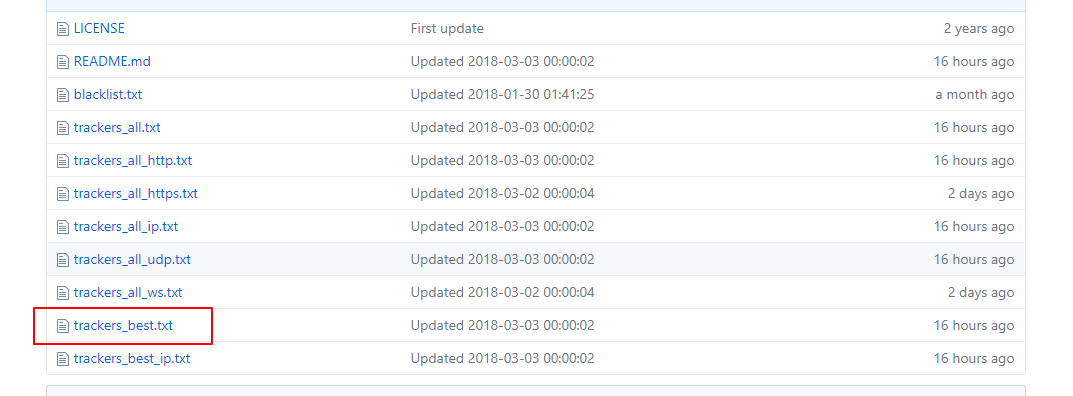 LICENSE First update 2 years ago
README.md Updated 2018-03-03 00:00:02 16 hours ago
blacklist.txt Updated 2018-01-30 01:41:25 a month ago
trackers_all.txt Updated 2018-03-03 00:00:02 16 hours ago
trackers_all_http.txt Updated 2018-03-03 00:00:02 16 hours ago
trackers_all_https.txt Updated 2018-03-02 00:00:04 2 days ago
trackers_all_ip.txt Updated 2018-03-03 00:00:02 16 hours ago
trackers_all_udp.txt Updated 2018-03-03 00:00:02 16 hours ago
trackers_all_ws.txt Updated 2018-03-02 00:00:04 2 days ago
trackers_best.txt Updated 2018-03-03 00:00:02 16 hours ago
trackers_best_ip.txt Updated 2018-03-03 00:00:02 16 hours ago